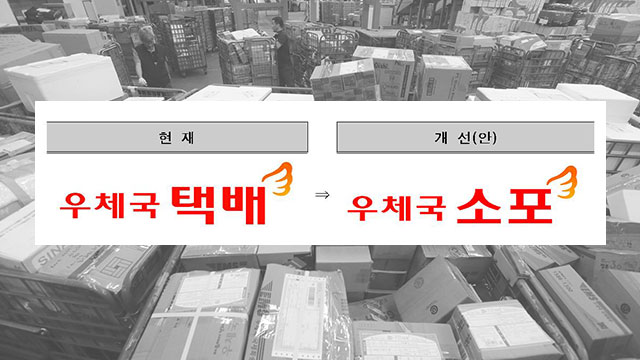 현 재
개 선(안)
우체국 택배
⇒
우체국 소포